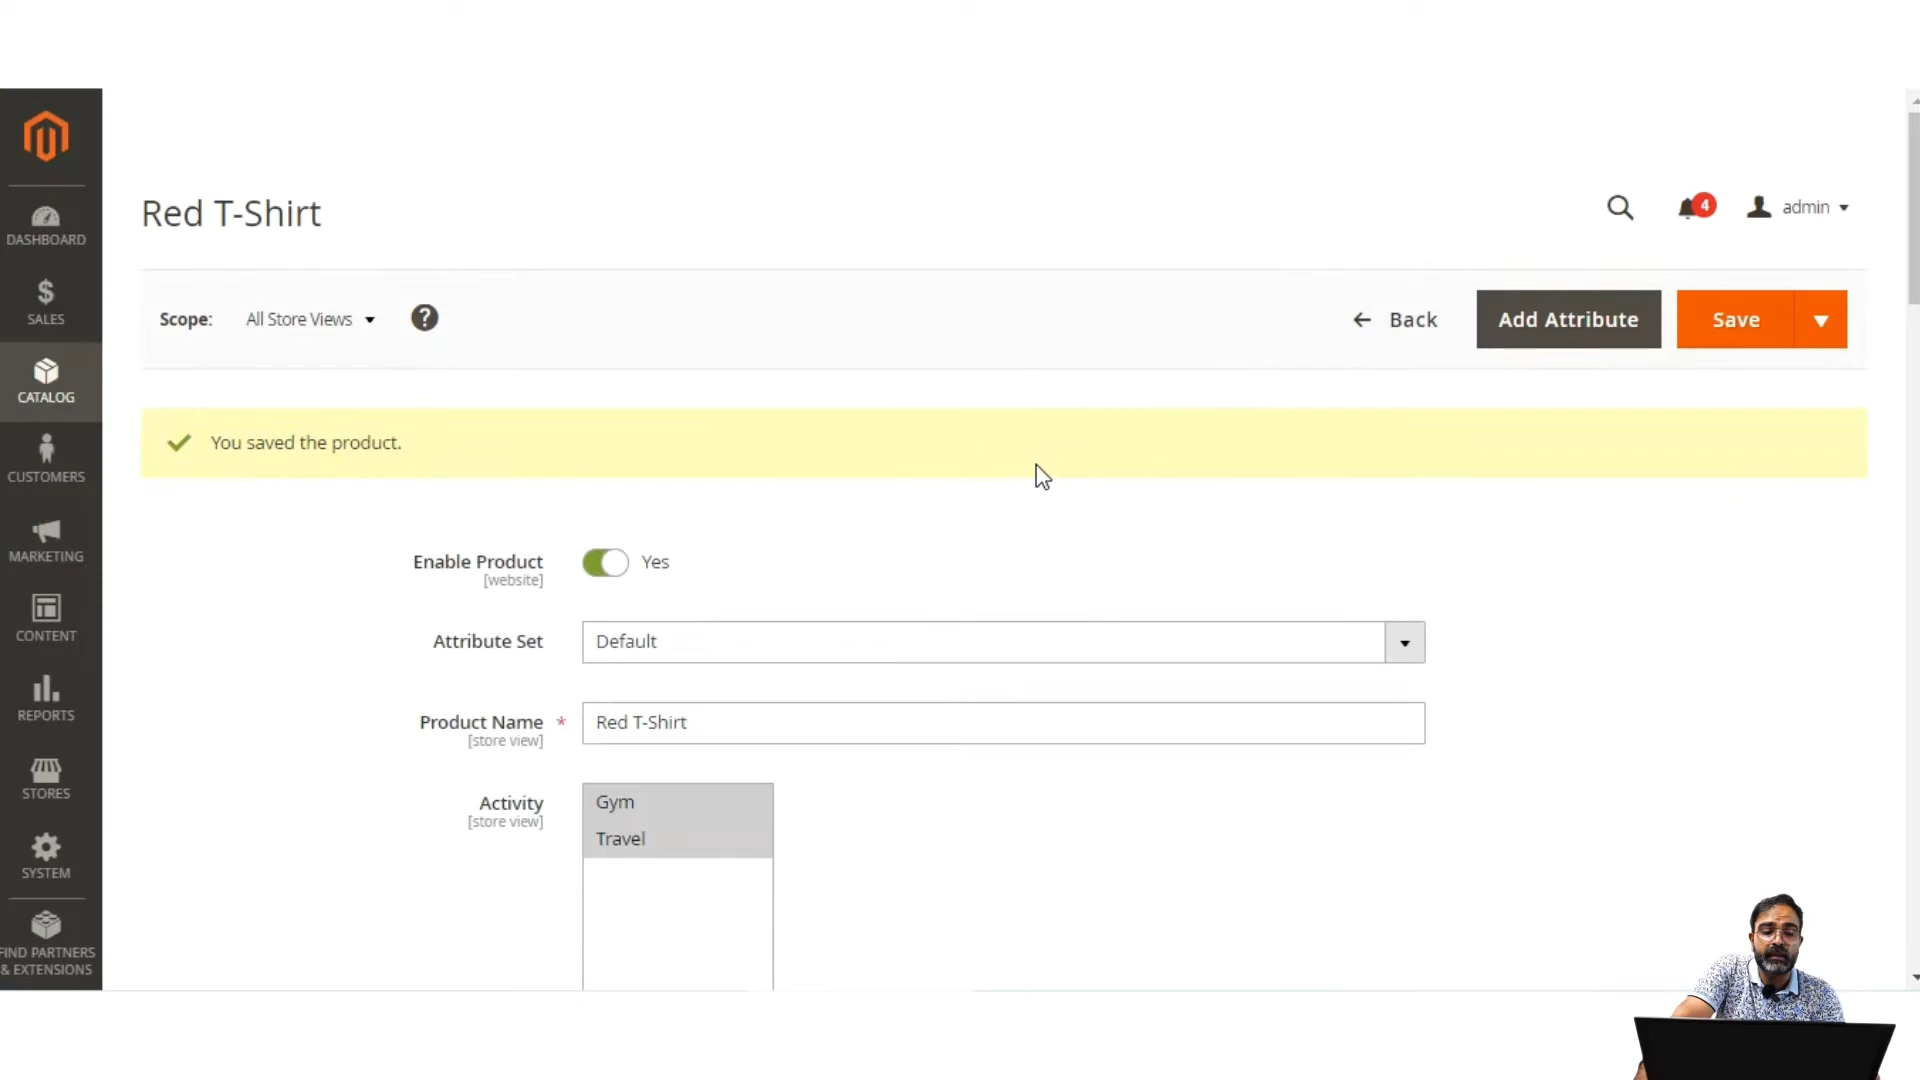 Red T-Shirt
4
admin
Scope:
All Store Views
?
Back
Add Attribute
Save
You saved the product.
DASHBOARD
SALES
CATALOG
CUSTOMERS
MARKETING
CONTENT
REPORTS
STORES
SYSTEM
FIND PARTNERS
& EXTENSIONS
Enable Product
[website]
Yes
Attribute Set
Default
Product Name *
[store view]
Red T-Shirt
Activity
[store view]
Gym
Travel